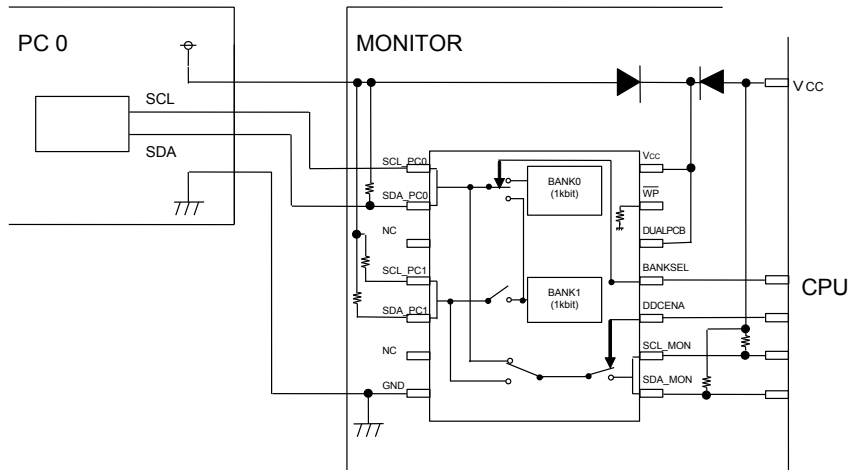 PC 0
MONITOR
SCL
SDA
VCC
SCL_PC0
SDA_PC0
NC
SCL_PC1
SDA_PC1
NC
GND
BANK0
(1kbit)
BANK1
(1kbit)
VCC
WP
DUALPCB
BANKSEL
DDCENA
SCL_MON
SDA_MON
CPU